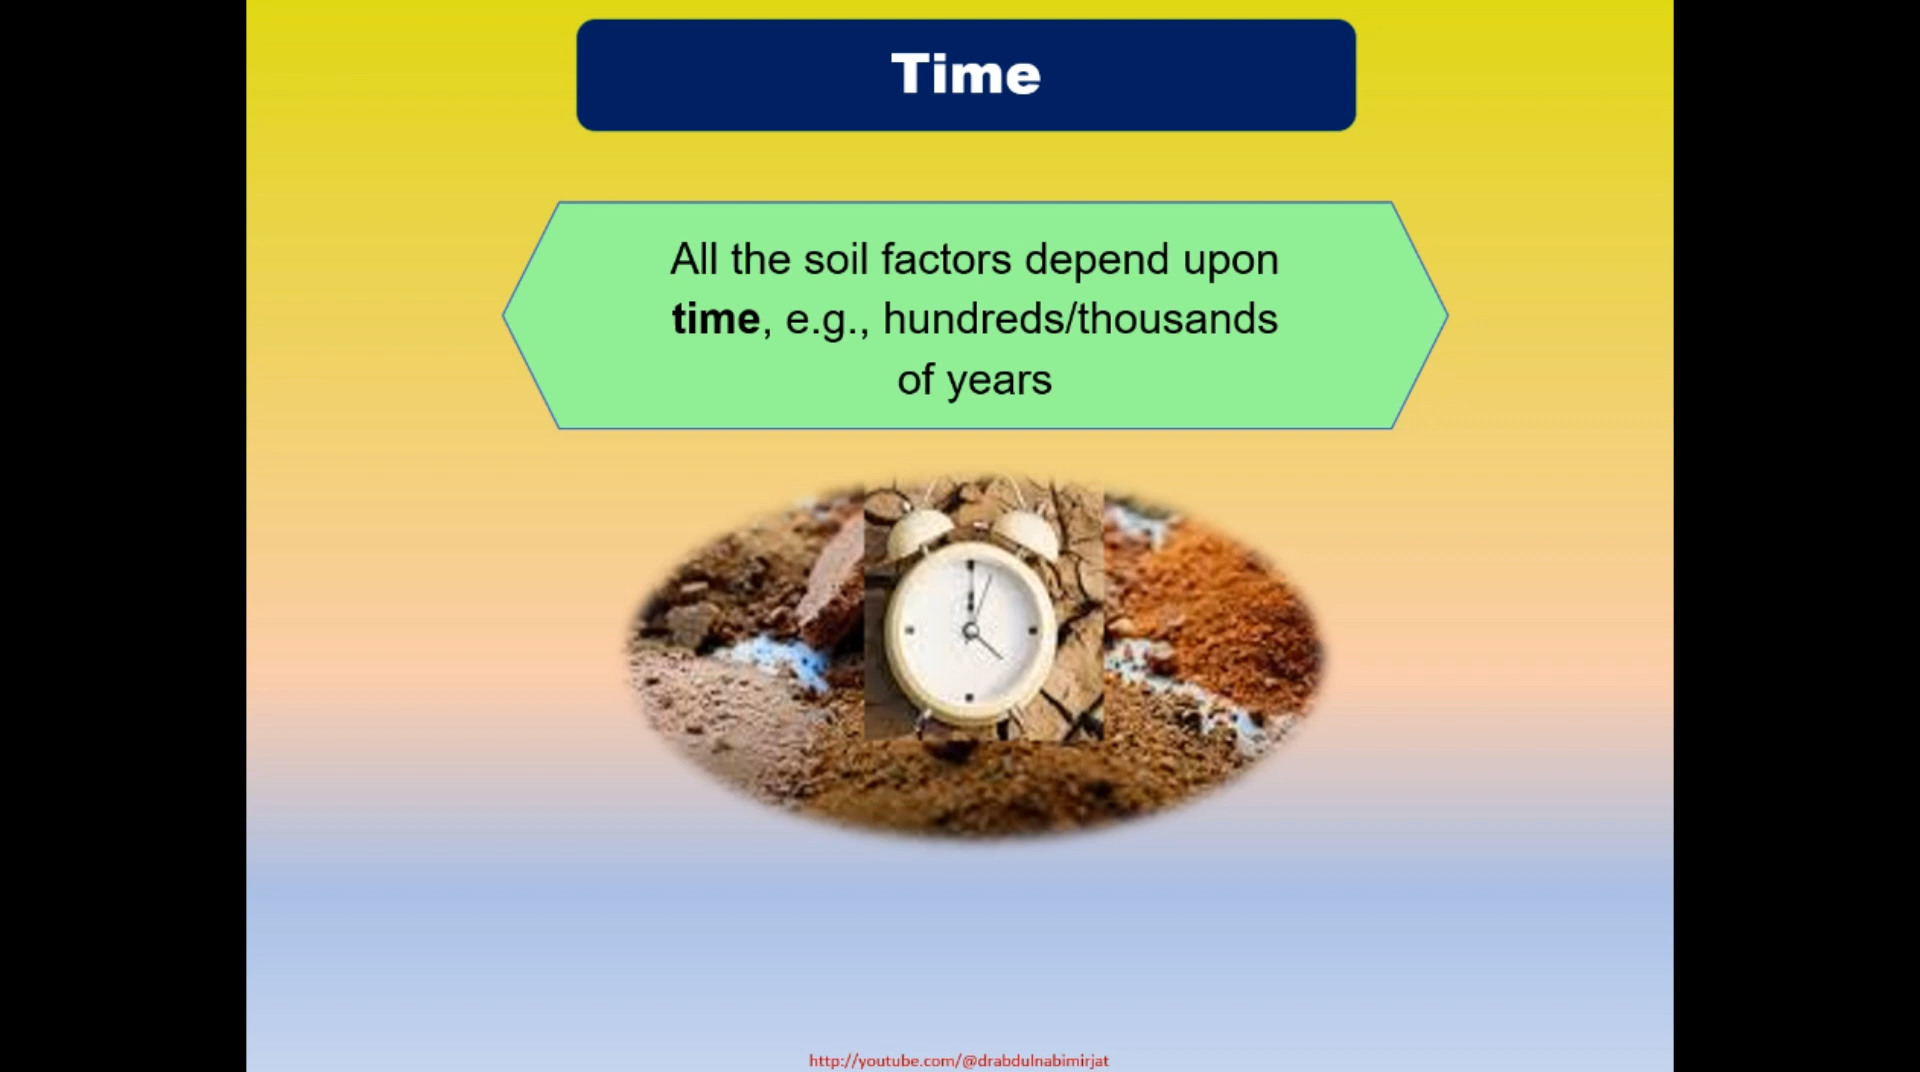 Time
All the soil factors depend upon
time, e.g., hundreds/thousands
of years
http://youtube.com/@drabdulnabimirjat